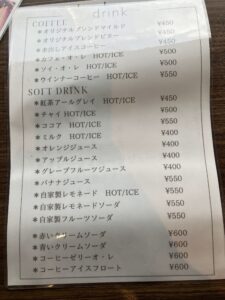 drink
COFFEE
＊オリジナルブレンドマイルド ¥450
＊オリジナルブレンドビター ¥450
＊水出しアイスコーヒー ¥450
＊カフェ・オ・レ HOT/ICE ¥500
＊ソイ・オ・レ HOT/ICE ¥500
＊ウインナーコーヒー HOT/ICE ¥550
SOFT DRINK
＊紅茶アールグレイ HOT/ICE ¥450
＊チャイ HOT/ICE ¥500
＊ココア HOT/ICE ¥550
＊ミルク HOT/ICE ¥400
＊オレンジジュース ¥400
＊アップルジュース ¥400
＊グレープフルーツジュース ¥400
＊バナナジュース ¥550
＊自家製レモネード HOT/ICE ¥550
＊自家製レモネードソーダ ¥550
＊自家製フルーツソーダ ¥550
＊赤いクリームソーダ ¥600
＊青いクリームソーダ ¥600
＊コーヒーゼリーオ・レ ¥600
＊コーヒーアイスフロート ¥600